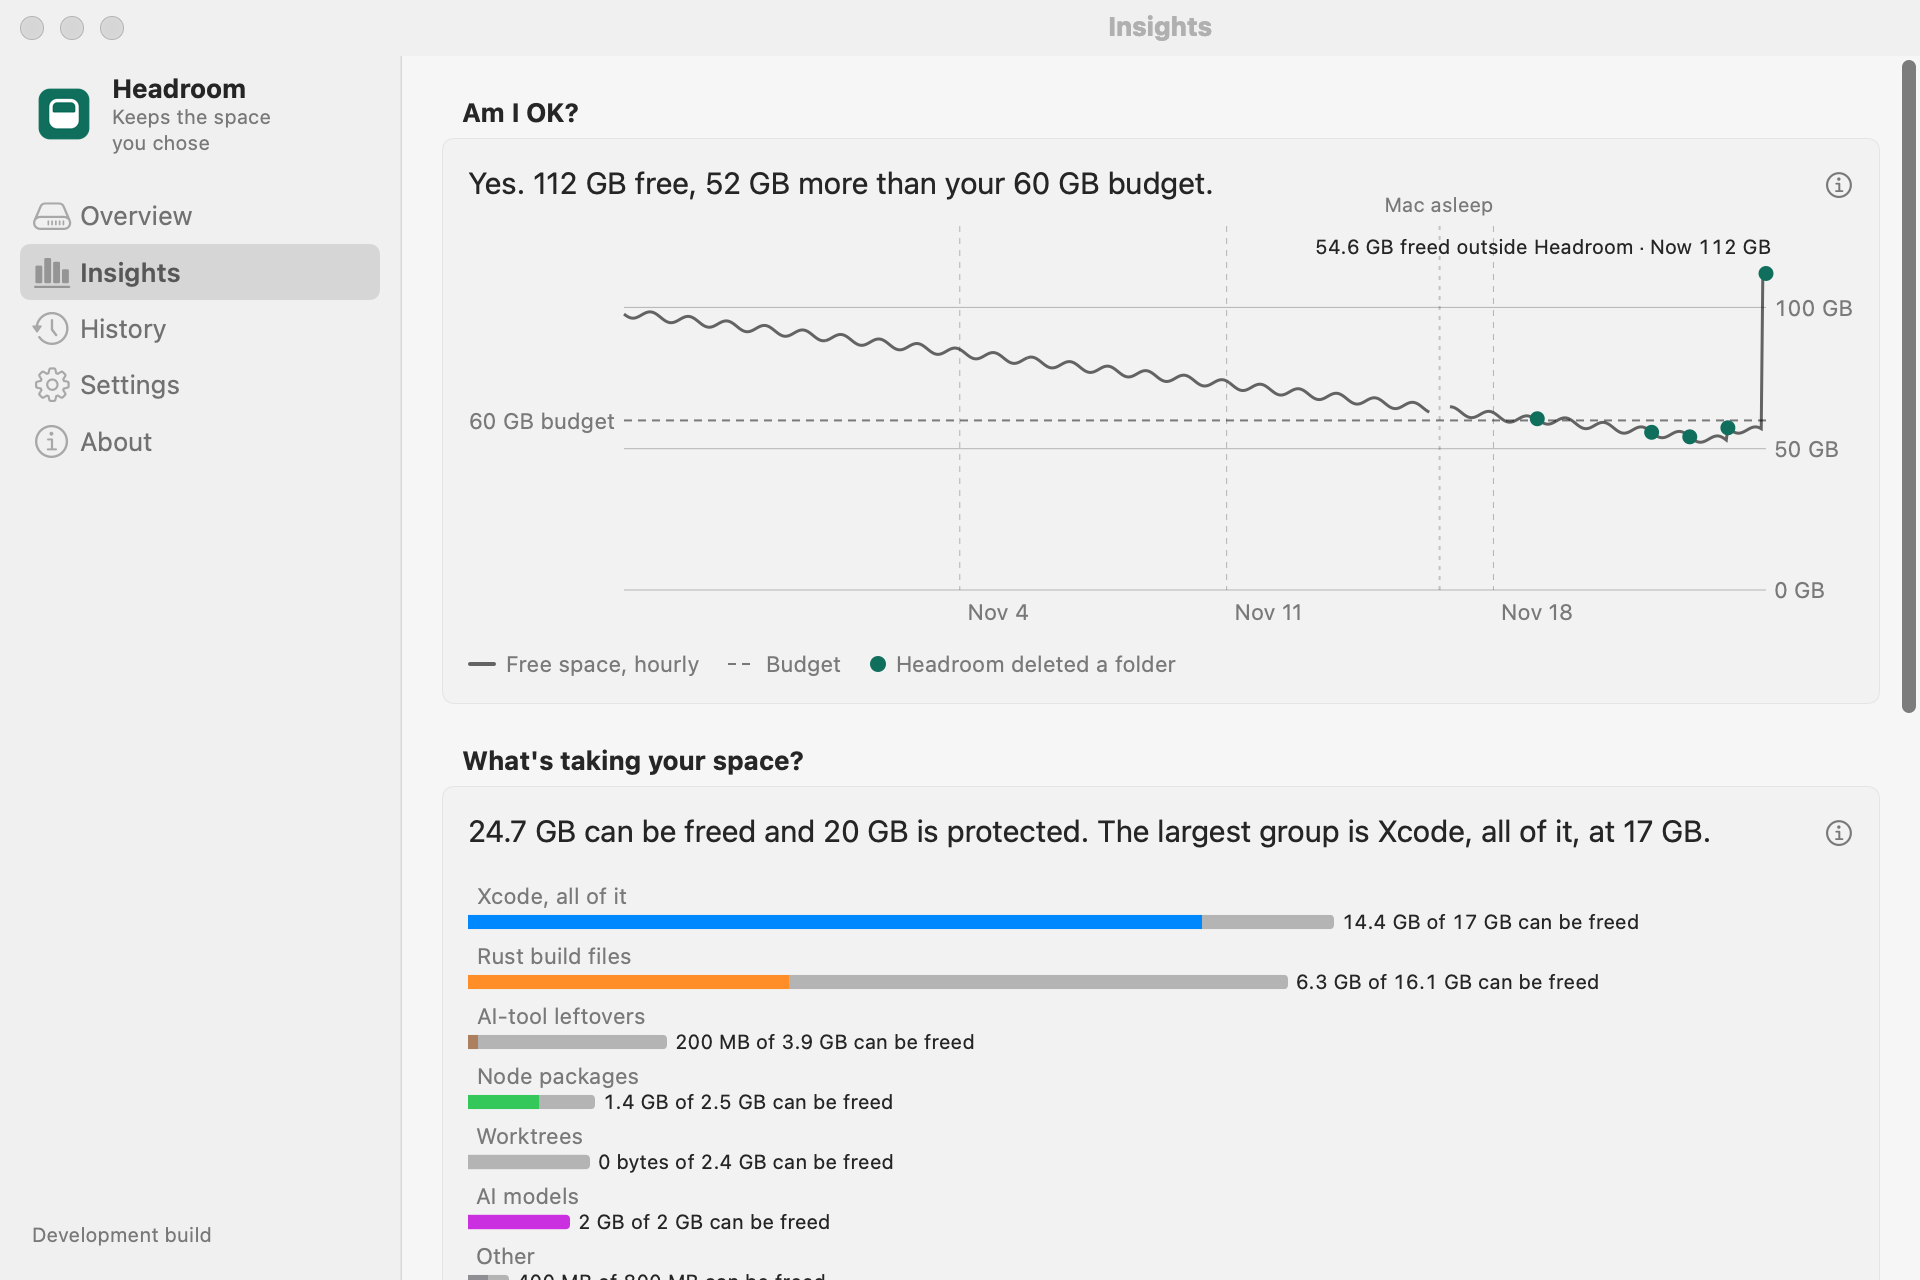 Insights
Headroom
Keeps the space
you chose
Overview
Insights
History
Settings
About
Development build
Am I OK?
Yes. 112 GB free, 52 GB more than your 60 GB budget.
Mac asleep
54.6 GB freed outside Headroom · Now 112 GB
100 GB
60 GB budget
50 GB
0 GB
Nov 4
Nov 11
Nov 18
Free space, hourly
Budget
Headroom deleted a folder
What's taking your space?
24.7 GB can be freed and 20 GB is protected. The largest group is Xcode, all of it, at 17 GB.
Xcode, all of it
14.4 GB of 17 GB can be freed
Rust build files
6.3 GB of 16.1 GB can be freed
AI-tool leftovers
200 MB of 3.9 GB can be freed
Node packages
1.4 GB of 2.5 GB can be freed
Worktrees
0 bytes of 2.4 GB can be freed
AI models
2 GB of 2 GB can be freed
Other
400 MB of 800 MB can be freed